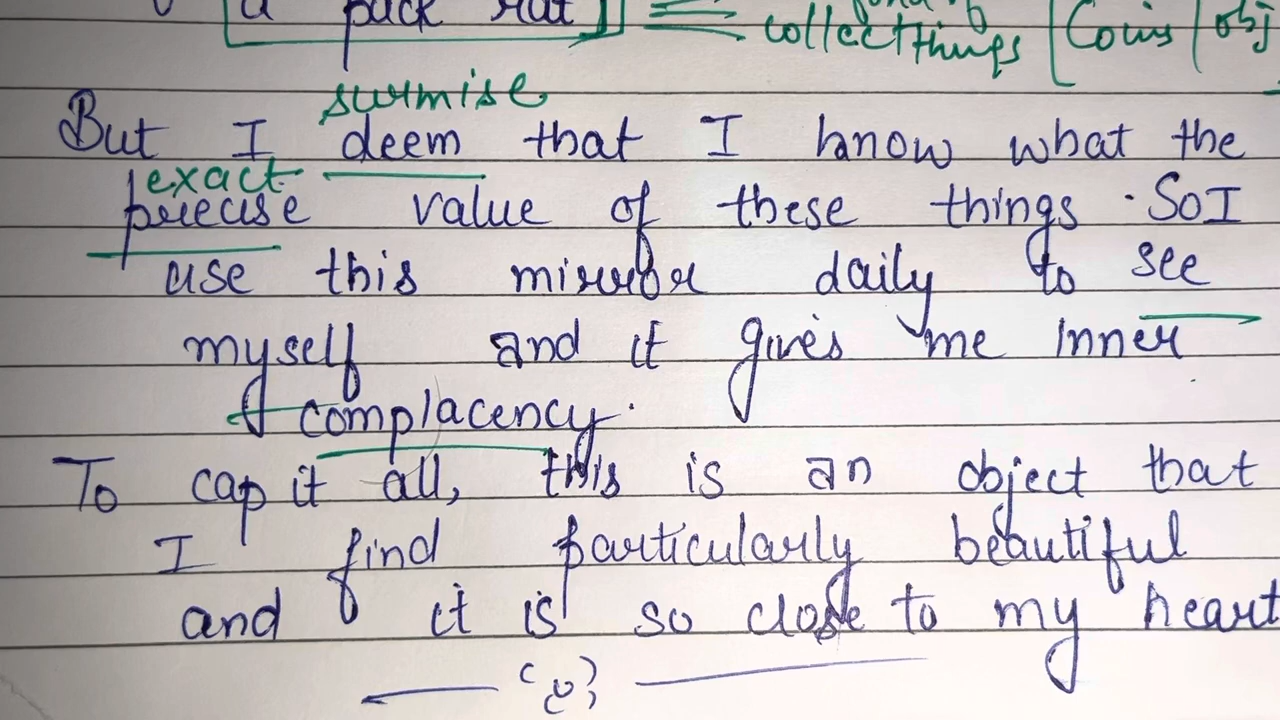 a pack rat
collect things [Coins / obj
surmise
But I deem that I know what the
exact
precise value of these things. So I
use this mirror daily to see
myself and it gives me inner
complacency.
To cap it all, this is an object that
I find particularly beautiful
and it is so close to my heart